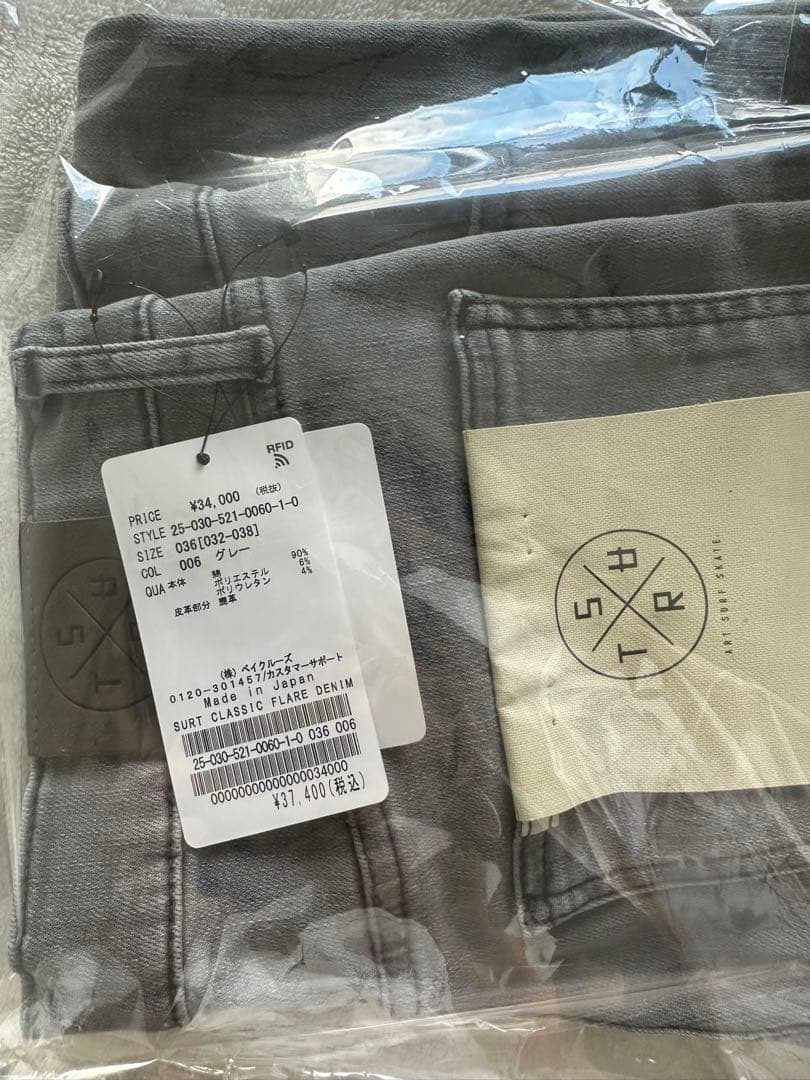 RFID
PRICE ¥34,000 (税抜)
STYLE 25-030-521-0060-1-0
SIZE 036[032-038]
COL 006 グレー
QUA 本体 綿 90%
ポリエステル 6%
ポリウレタン 4%
皮革部分 鹿革
(株) ベイクルーズ
0120-301457/カスタマーサポート
Made in Japan
SURT CLASSIC FLARE DENIM
25-030-521-0060-1-0 036 006
0000000000000034000
¥37,400(税込)
S U R T
ART SURF SKATE.